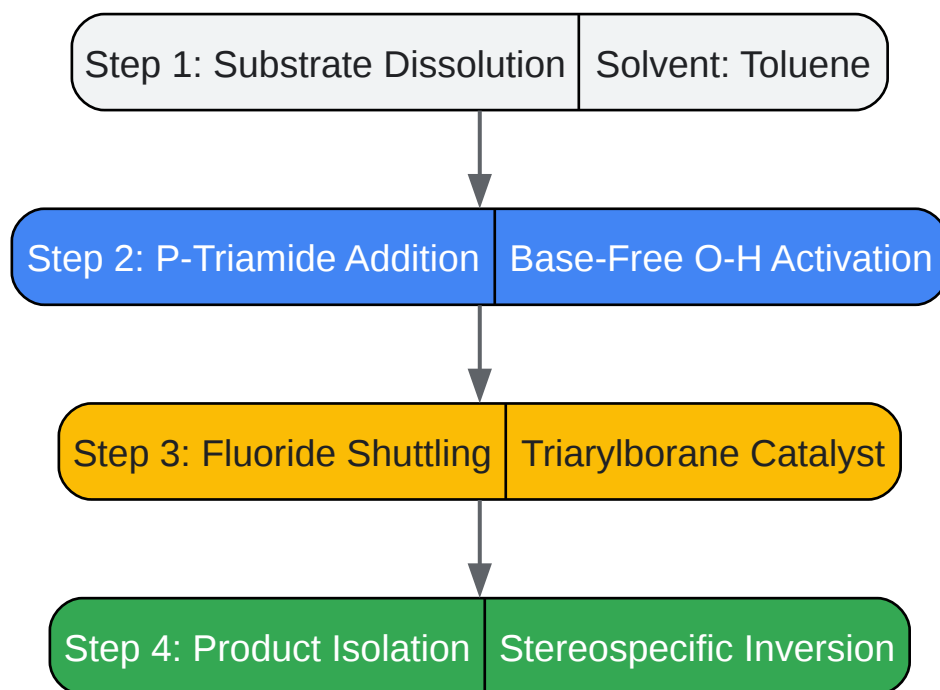 Step 1: Substrate Dissolution Solvent: Toluene
Step 2: P-Triamide Addition Base-Free O-H Activation
Step 3: Fluoride Shuttling Triarylborane Catalyst
Step 4: Product Isolation Stereospecific Inversion